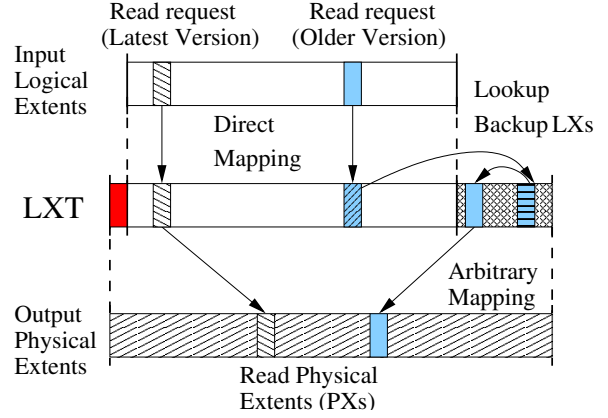 Read request
(Latest Version)
Read request
(Older Version)
Input
Logical
Extents
Lookup
Backup LXs
Direct
Mapping
LXT
Arbitrary
Mapping
Output
Physical
Extents
Read Physical
Extents (PXs)